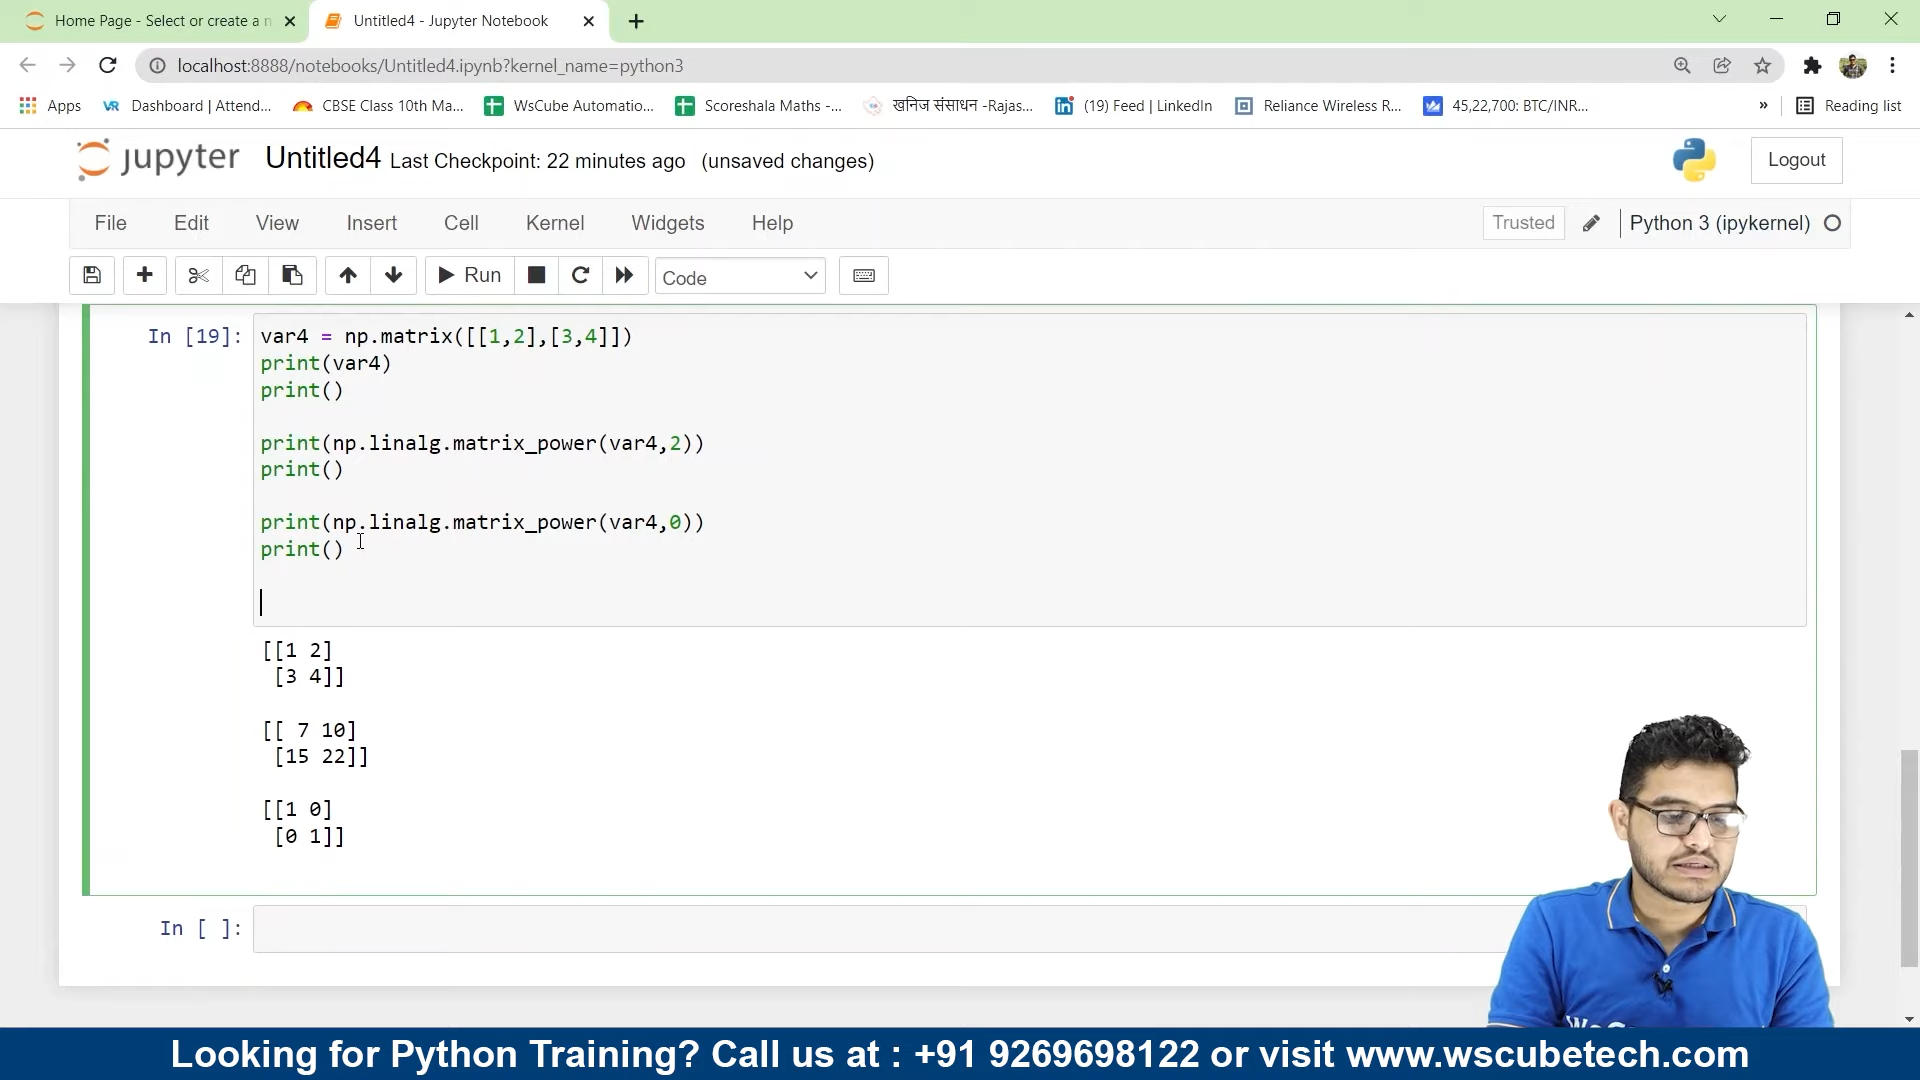 Home Page - Select or create a n
Untitled4 - Jupyter Notebook
localhost:8888/notebooks/Untitled4.ipynb?kernel_name=python3
Apps
VR Dashboard | Attend...
CBSE Class 10th Ma...
WsCube Automatio...
Scoreshala Maths -...
खनिज संसाधन -Rajas...
(19) Feed | LinkedIn
Reliance Wireless R...
45,22,700: BTC/INR...
»
Reading list
jupyter Untitled4 Last Checkpoint: 22 minutes ago (unsaved changes)
Logout
File Edit View Insert Cell Kernel Widgets Help
Trusted
Python 3 (ipykernel)
Run
Code
In [19]:
var4 = np.matrix([[1,2],[3,4]])
print(var4)
print()
print(np.linalg.matrix_power(var4,2))
print()
print(np.linalg.matrix_power(var4,0))
print()
[[1 2]
[3 4]]
[[ 7 10]
[15 22]]
[[1 0]
[0 1]]
In [ ]:
Looking for Python Training? Call us at : +91 9269698122 or visit www.wscubetech.com